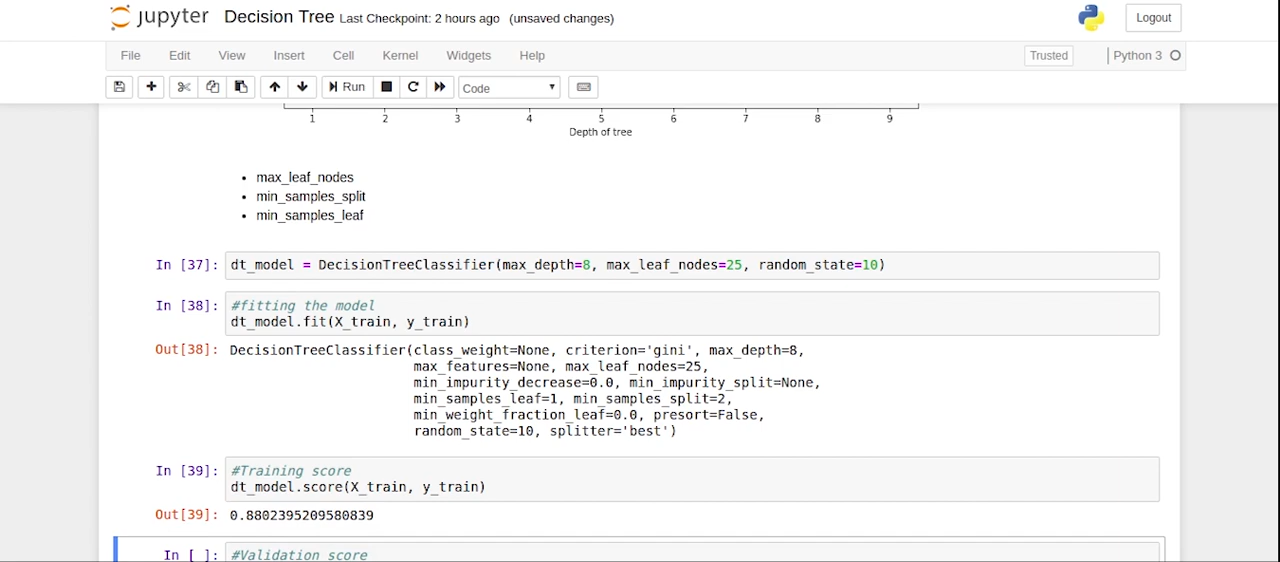 jupyter Decision Tree Last Checkpoint: 2 hours ago (unsaved changes) Logout
File Edit View Insert Cell Kernel Widgets Help Trusted Python 3
Run Code
1 2 3 4 5 6 7 8 9
Depth of tree
• max_leaf_nodes
• min_samples_split
• min_samples_leaf
In [37]: dt_model = DecisionTreeClassifier(max_depth=8, max_leaf_nodes=25, random_state=10)
In [38]: #fitting the model
dt_model.fit(X_train, y_train)
Out[38]: DecisionTreeClassifier(class_weight=None, criterion='gini', max_depth=8,
max_features=None, max_leaf_nodes=25,
min_impurity_decrease=0.0, min_impurity_split=None,
min_samples_leaf=1, min_samples_split=2,
min_weight_fraction_leaf=0.0, presort=False,
random_state=10, splitter='best')
In [39]: #Training score
dt_model.score(X_train, y_train)
Out[39]: 0.8802395209580839
In [ ]: #Validation score